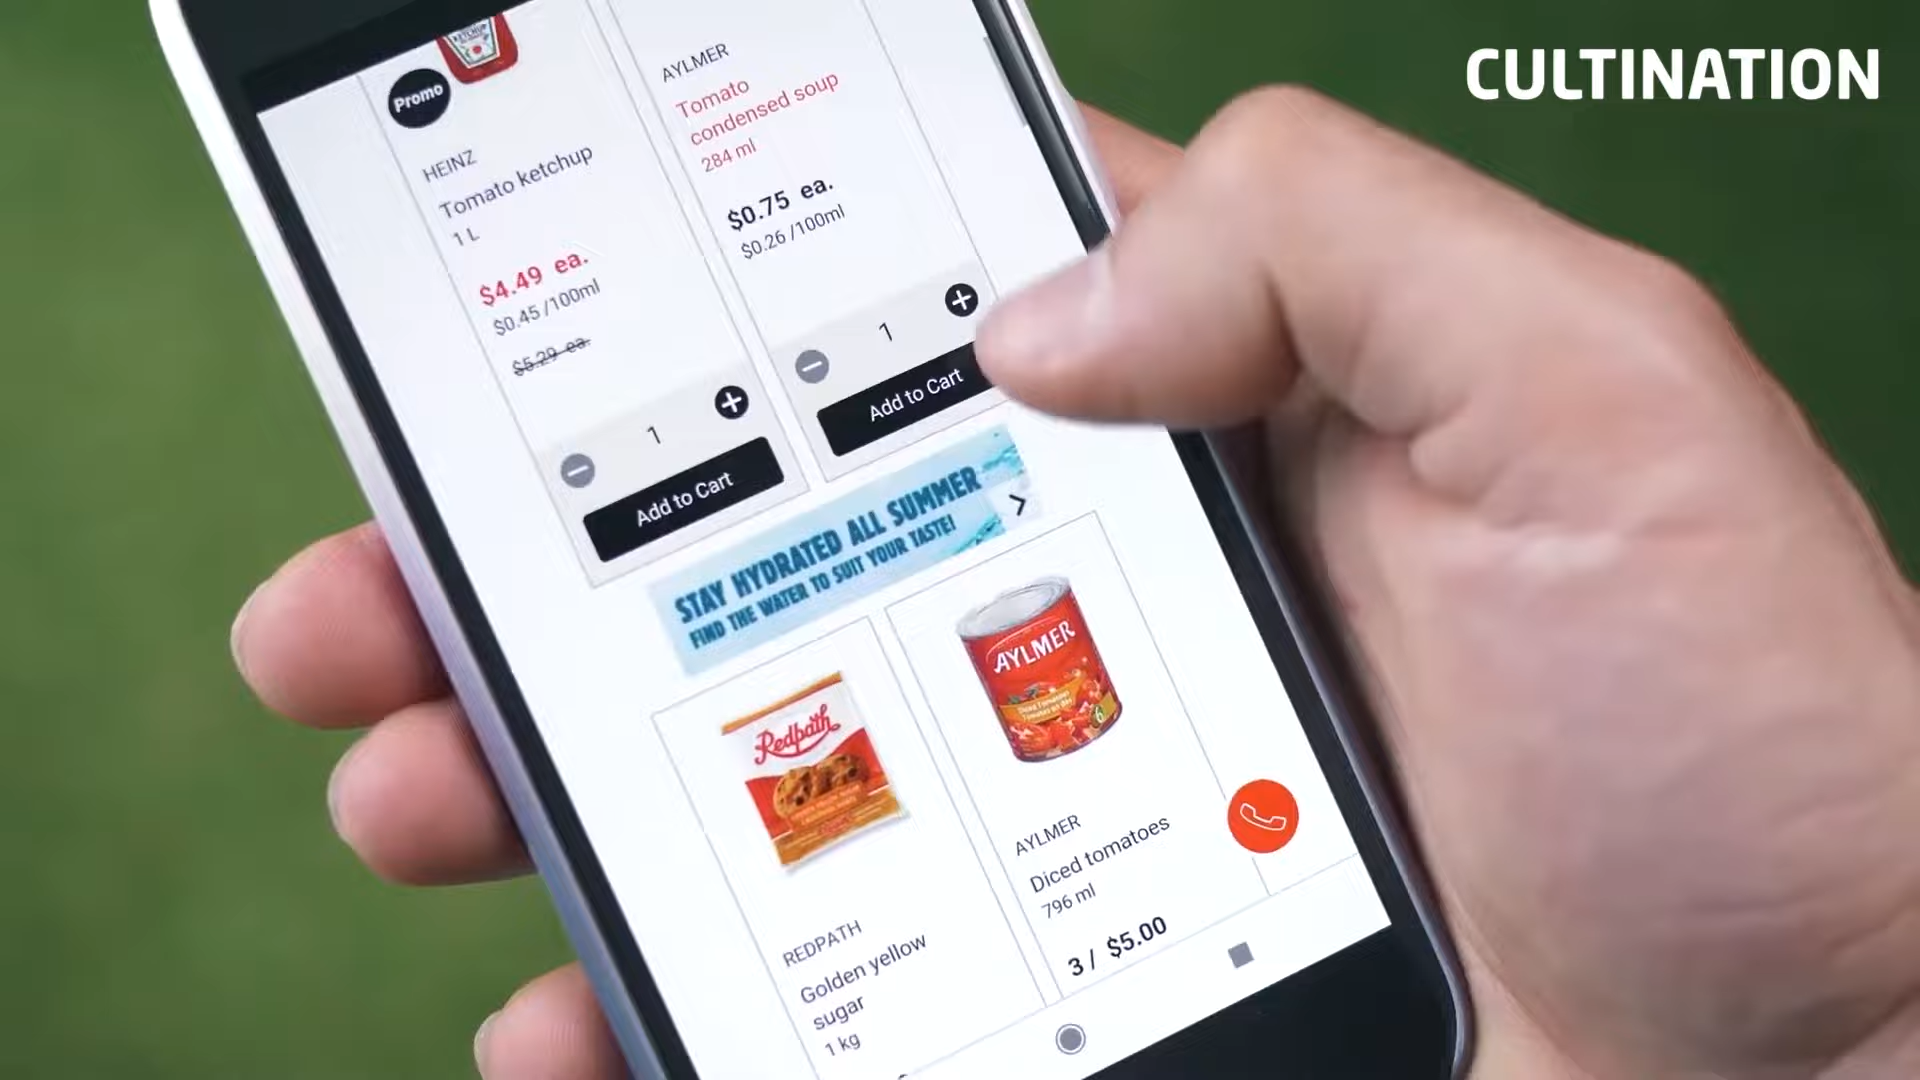 CULTINATION
KETCHUP
Promo
HEINZ
Tomato ketchup
1 L
$4.49 ea.
$0.45 /100ml
$5.29 ea.
1
Add to Cart
AYLMER
Tomato
condensed soup
284 ml
$0.75 ea.
$0.26 /100ml
1
Add to Cart
STAY HYDRATED ALL SUMMER
FIND THE WATER TO SUIT YOUR TASTE!
Redpath
REDPATH
Golden yellow
sugar
1 kg
AYLMER
Diced Tomatoes
AYLMER
Diced tomatoes
796 ml
3 / $5.00